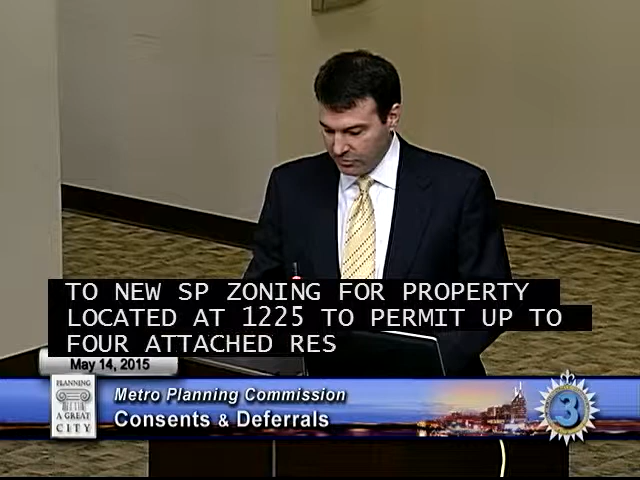 TO NEW SP ZONING FOR PROPERTY
LOCATED AT 1225 TO PERMIT UP TO
FOUR ATTACHED RES
May 14, 2015
PLANNING
A GREAT
CITY
Metro Planning Commission
Consents & Deferrals
3